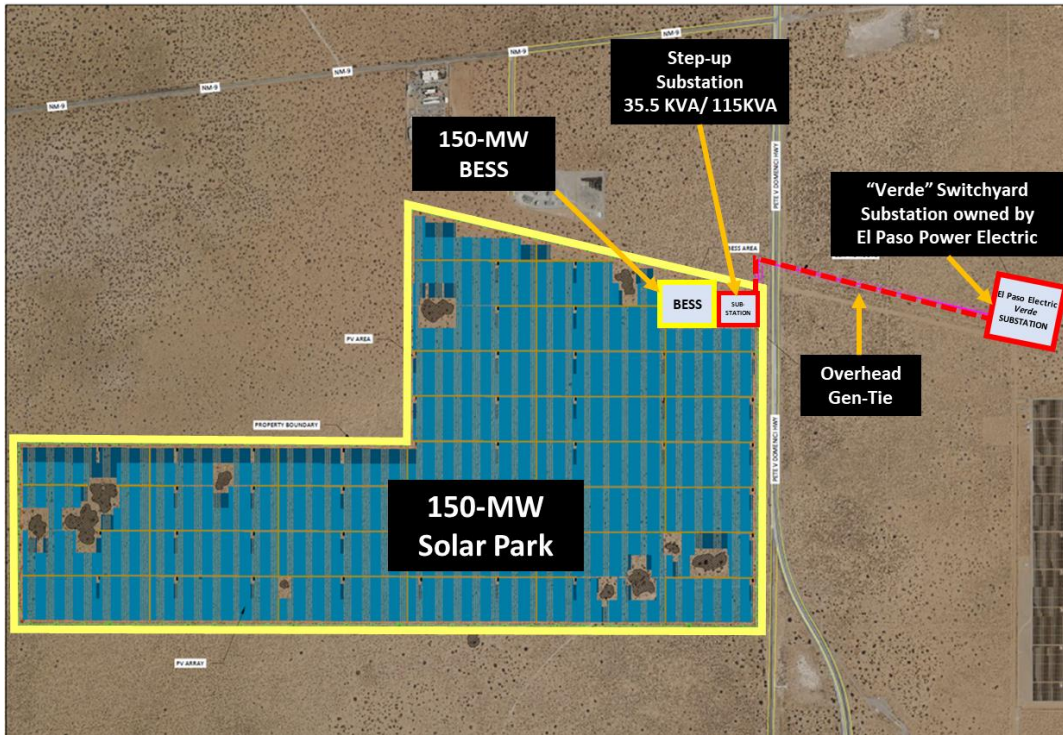 NM-9
NM-9
NM-9
NM-9
Step-up
Substation
35.5 KVA/ 115KVA
150-MW
BESS
PETE V DOMENICI HWY
“Verde” Switchyard
Substation owned by
El Paso Power Electric
BESS AREA
BESS
SUB-
STATION
El Paso Electric
Verde
SUBSTATION
PV AREA
Overhead
Gen-Tie
PROPERTY BOUNDARY
PETE V DOMENICI HWY
150-MW
Solar Park
PV ARRAY